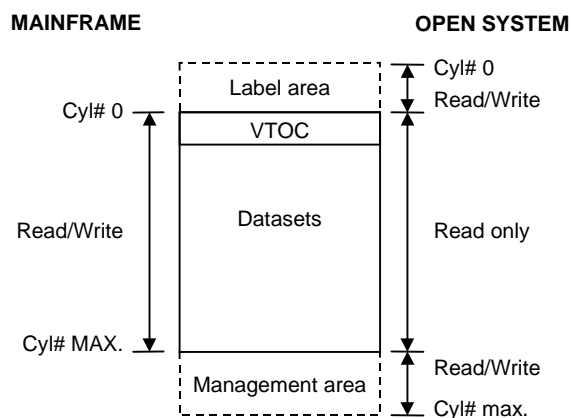 MAINFRAME
OPEN SYSTEM
Cyl# 0
Label area
Read/Write
Cyl# 0
VTOC
Read/Write
Datasets
Read only
Cyl# MAX.
Read/Write
Management area
Cyl# max.